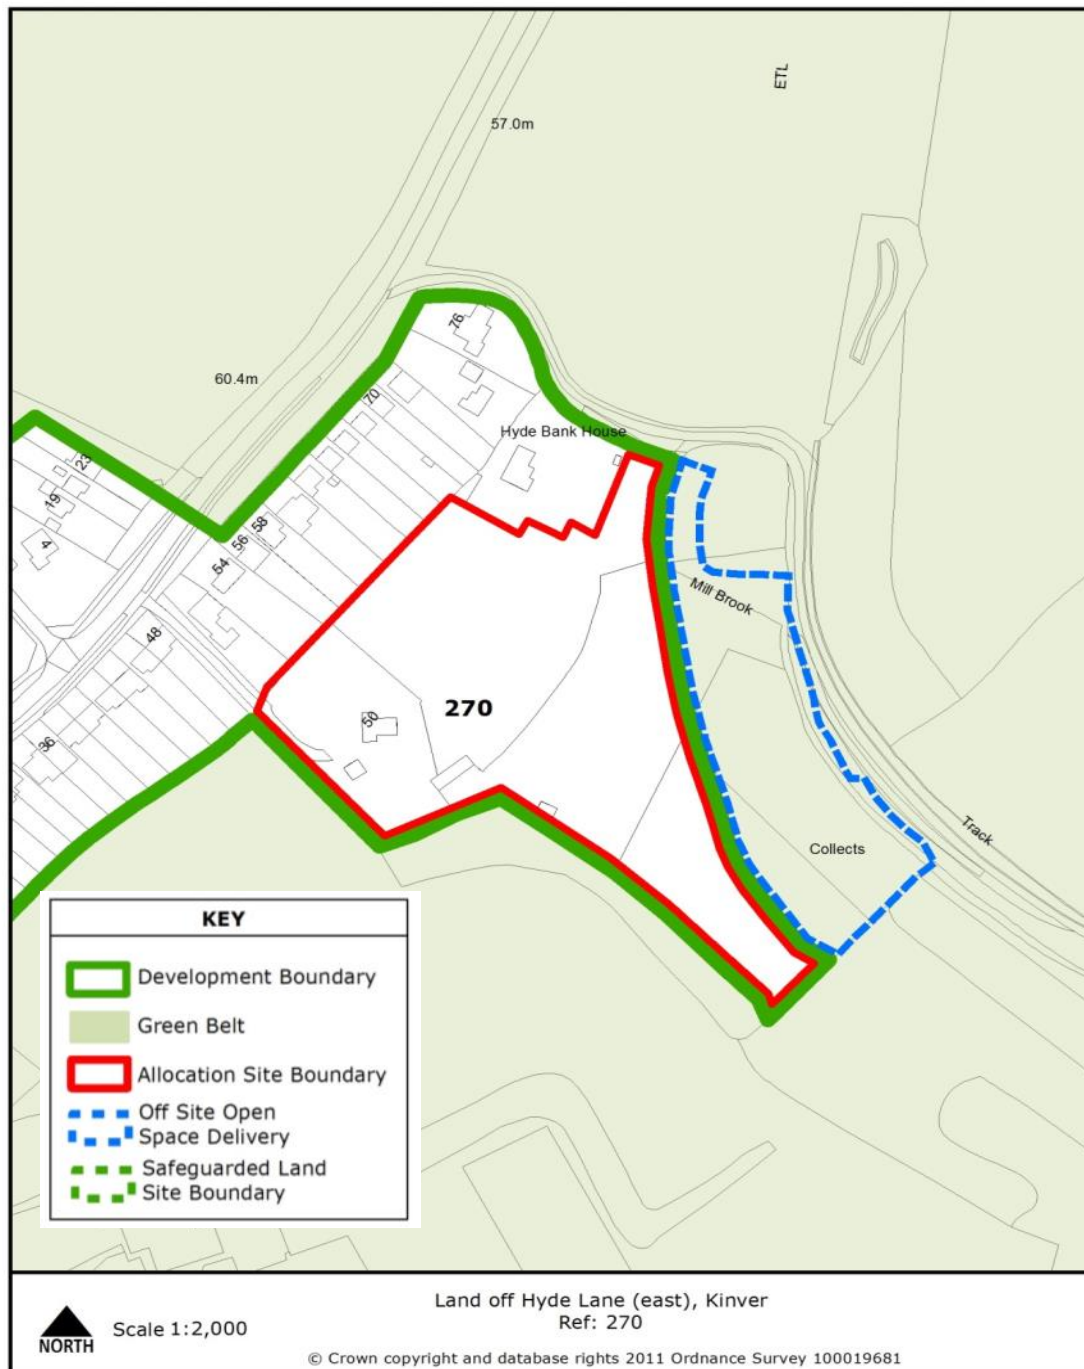 ETL
57.0m
76
60.4m
70
Hyde Bank House
23
19
58
4
56
54
Mill Brook
48
270
50
36
Track
Collects
KEY
Development Boundary
Green Belt
Allocation Site Boundary
Off Site Open
Space Delivery
Safeguarded Land
Site Boundary
Land off Hyde Lane (east), Kinver
Ref: 270
NORTH
Scale 1:2,000
© Crown copyright and database rights 2011 Ordnance Survey 100019681